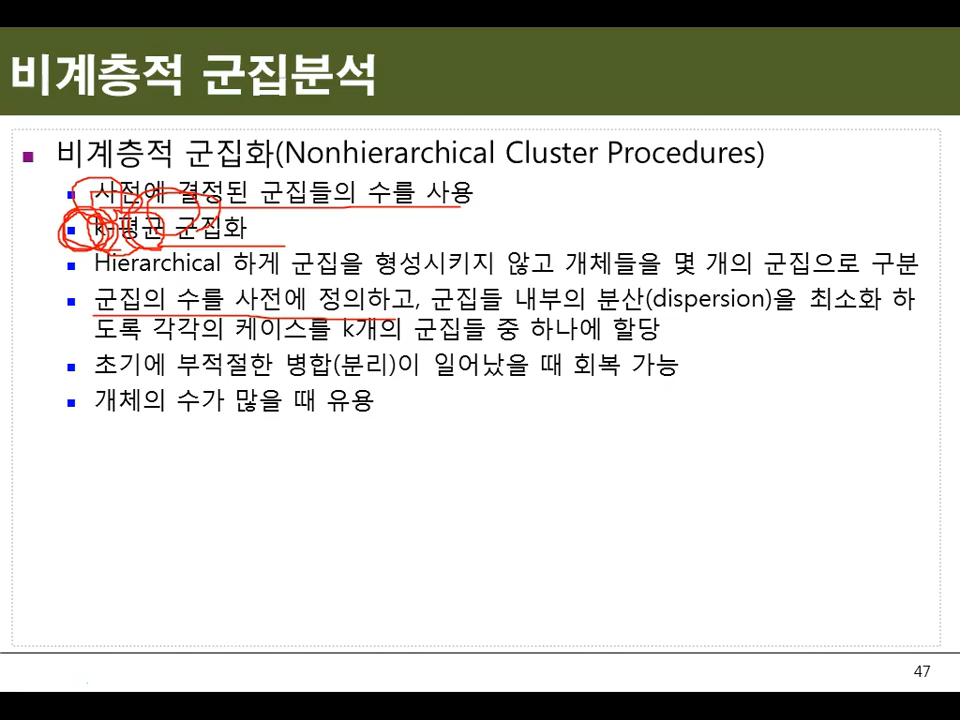 비계층적 군집분석
비계층적 군집화(Nonhierarchical Cluster Procedures)
사전에 결정된 군집들의 수를 사용
k-평균 군집화
Hierarchical 하게 군집을 형성시키지 않고 개체들을 몇 개의 군집으로 구분
군집의 수를 사전에 정의하고, 군집들 내부의 분산(dispersion)을 최소화 하
도록 각각의 케이스를 k개의 군집들 중 하나에 할당
초기에 부적절한 병합(분리)이 일어났을 때 회복 가능
개체의 수가 많을 때 유용
47